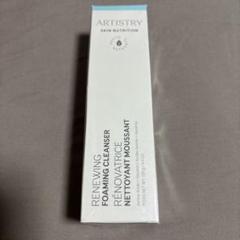 ARTISTRY
SKIN NUTRITION
RENEWING
FOAMING CLEANSER
RÉNOVATRICE
NETTOYANT MOUSSANT